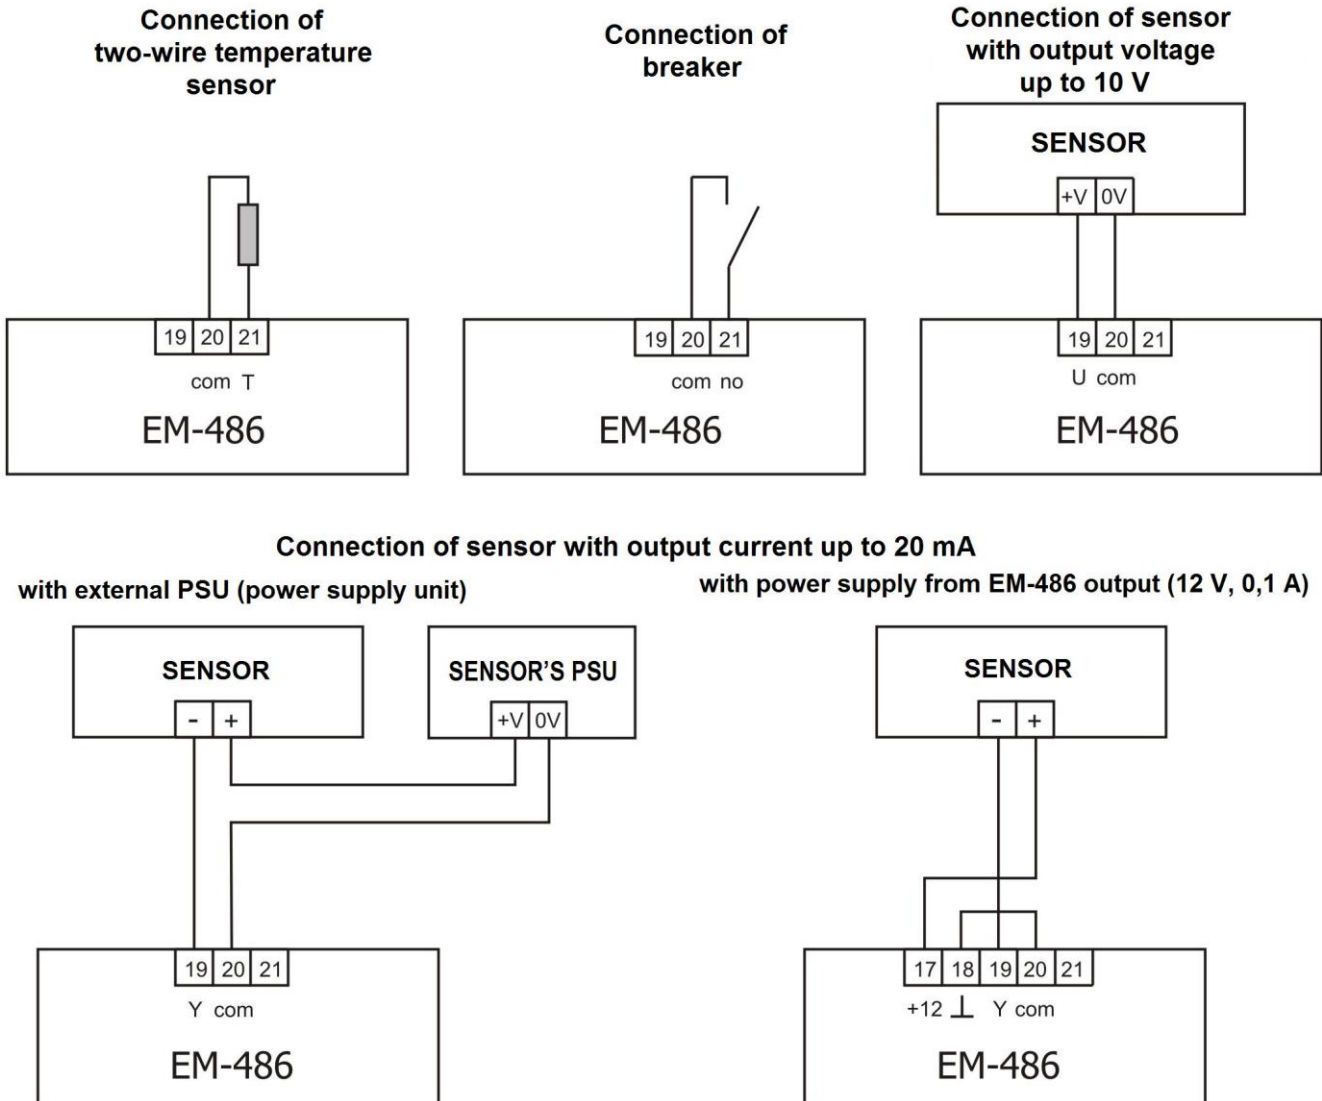 Connection of
two-wire temperature
sensor
19 20 21
com T
EM-486
Connection of
breaker
19 20 21
com no
EM-486
Connection of sensor
with output voltage
up to 10 V
SENSOR
+V 0V
19 20 21
U com
EM-486
Connection of sensor with output current up to 20 mA
with external PSU (power supply unit)
SENSOR
- +
SENSOR'S PSU
+V 0V
19 20 21
Y com
EM-486
with power supply from EM-486 output (12 V, 0,1 A)
SENSOR
- +
17 18 19 20 21
+12 ⊥ Y com
EM-486